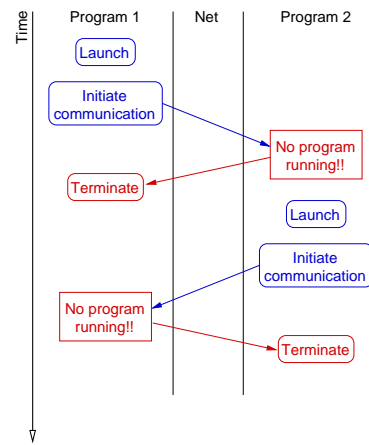 Time
Program 1
Net
Program 2
Launch
Initiate
communication
No program
running!!
Terminate
Launch
Initiate
communication
No program
running!!
Terminate